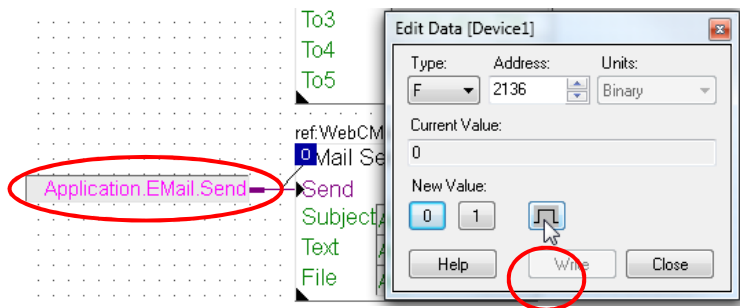 To3
To4
To5
ref:WebCM
0
Mail Se
Application.EMail.Send
Send
Subject
Text
File
Edit Data [Device1]
Type: Address: Units:
F 2136 Binary
Current Value:
0
New Value:
0 1
Help Write Close